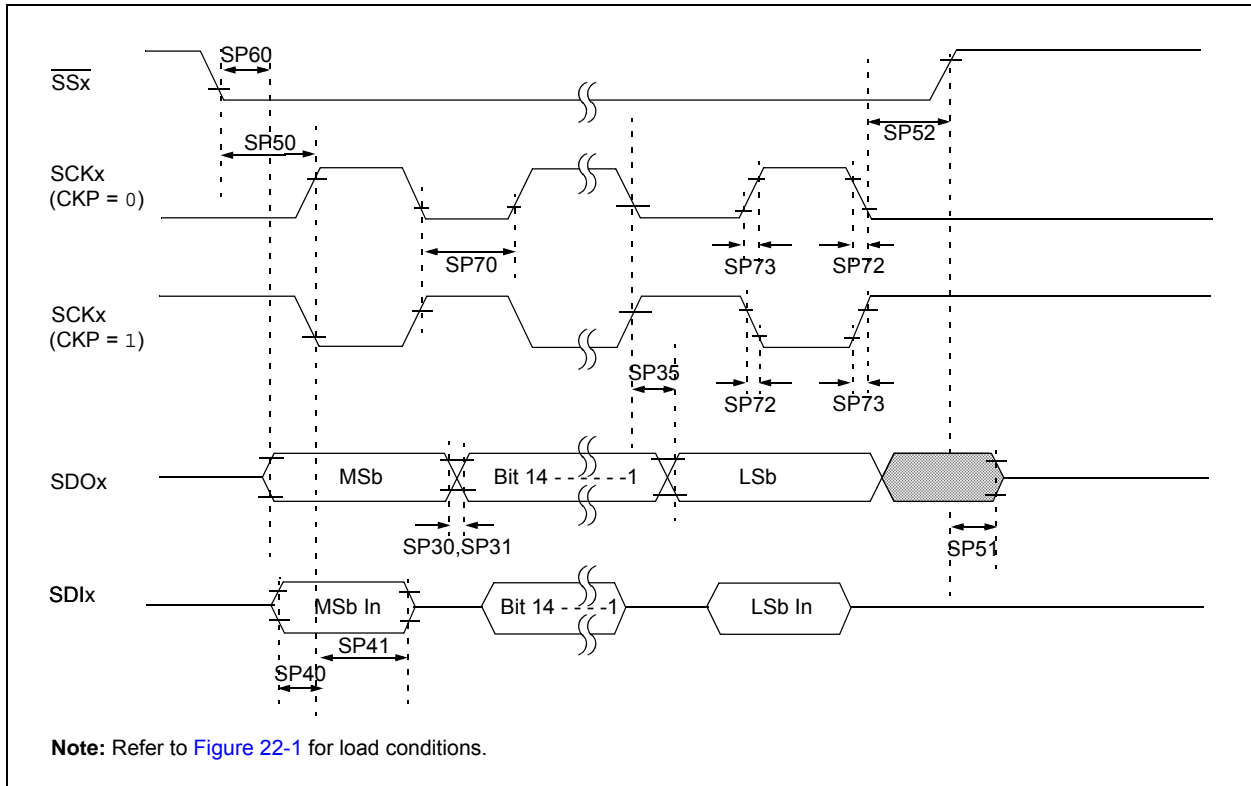 SP60
SSx
SP52
SP50
SCKx
(CKP = 0)
SP70
SP73
SP72
SCKx
(CKP = 1)
SP35
SP72
SP73
SDOx
MSb
Bit 14 - - - - - -1
LSb
SP30,SP31
SP51
SDIx
MSb In
Bit 14 - - - -1
LSb In
SP41
SP40
Note: Refer to Figure 22-1 for load conditions.